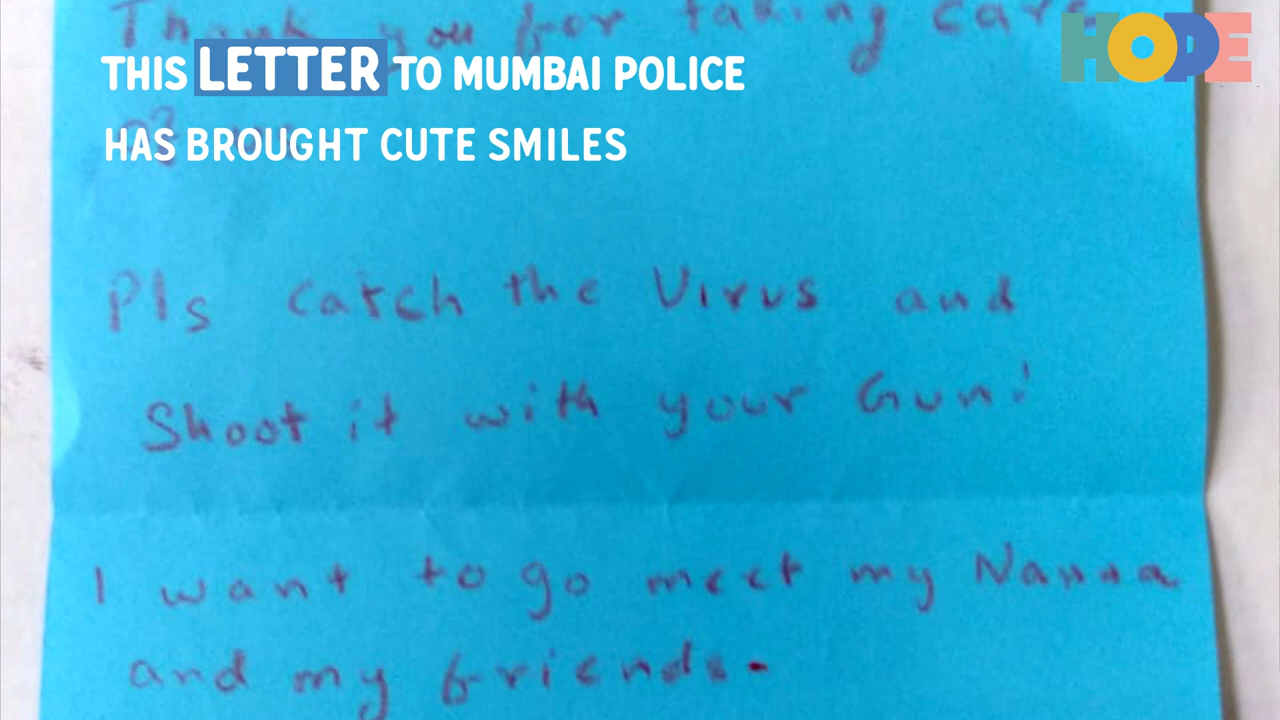 Thank you for taking care
THIS LETTER TO MUMBAI POLICE
HAS BROUGHT CUTE SMILES
HOPE
Pls catch the Virus and
Shoot it with your Gun!
I want to go meet my
and my friends.